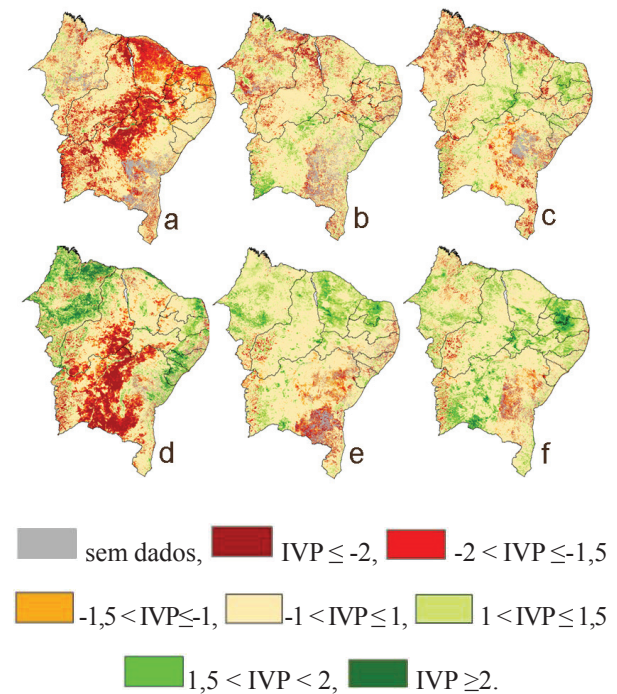 a b c
d e f
sem dados, IVP ≤ -2, -2 < IVP ≤-1,5
-1,5 < IVP≤-1, -1 < IVP ≤ 1, 1 < IVP ≤ 1,5
1,5 < IVP < 2, IVP ≥2.